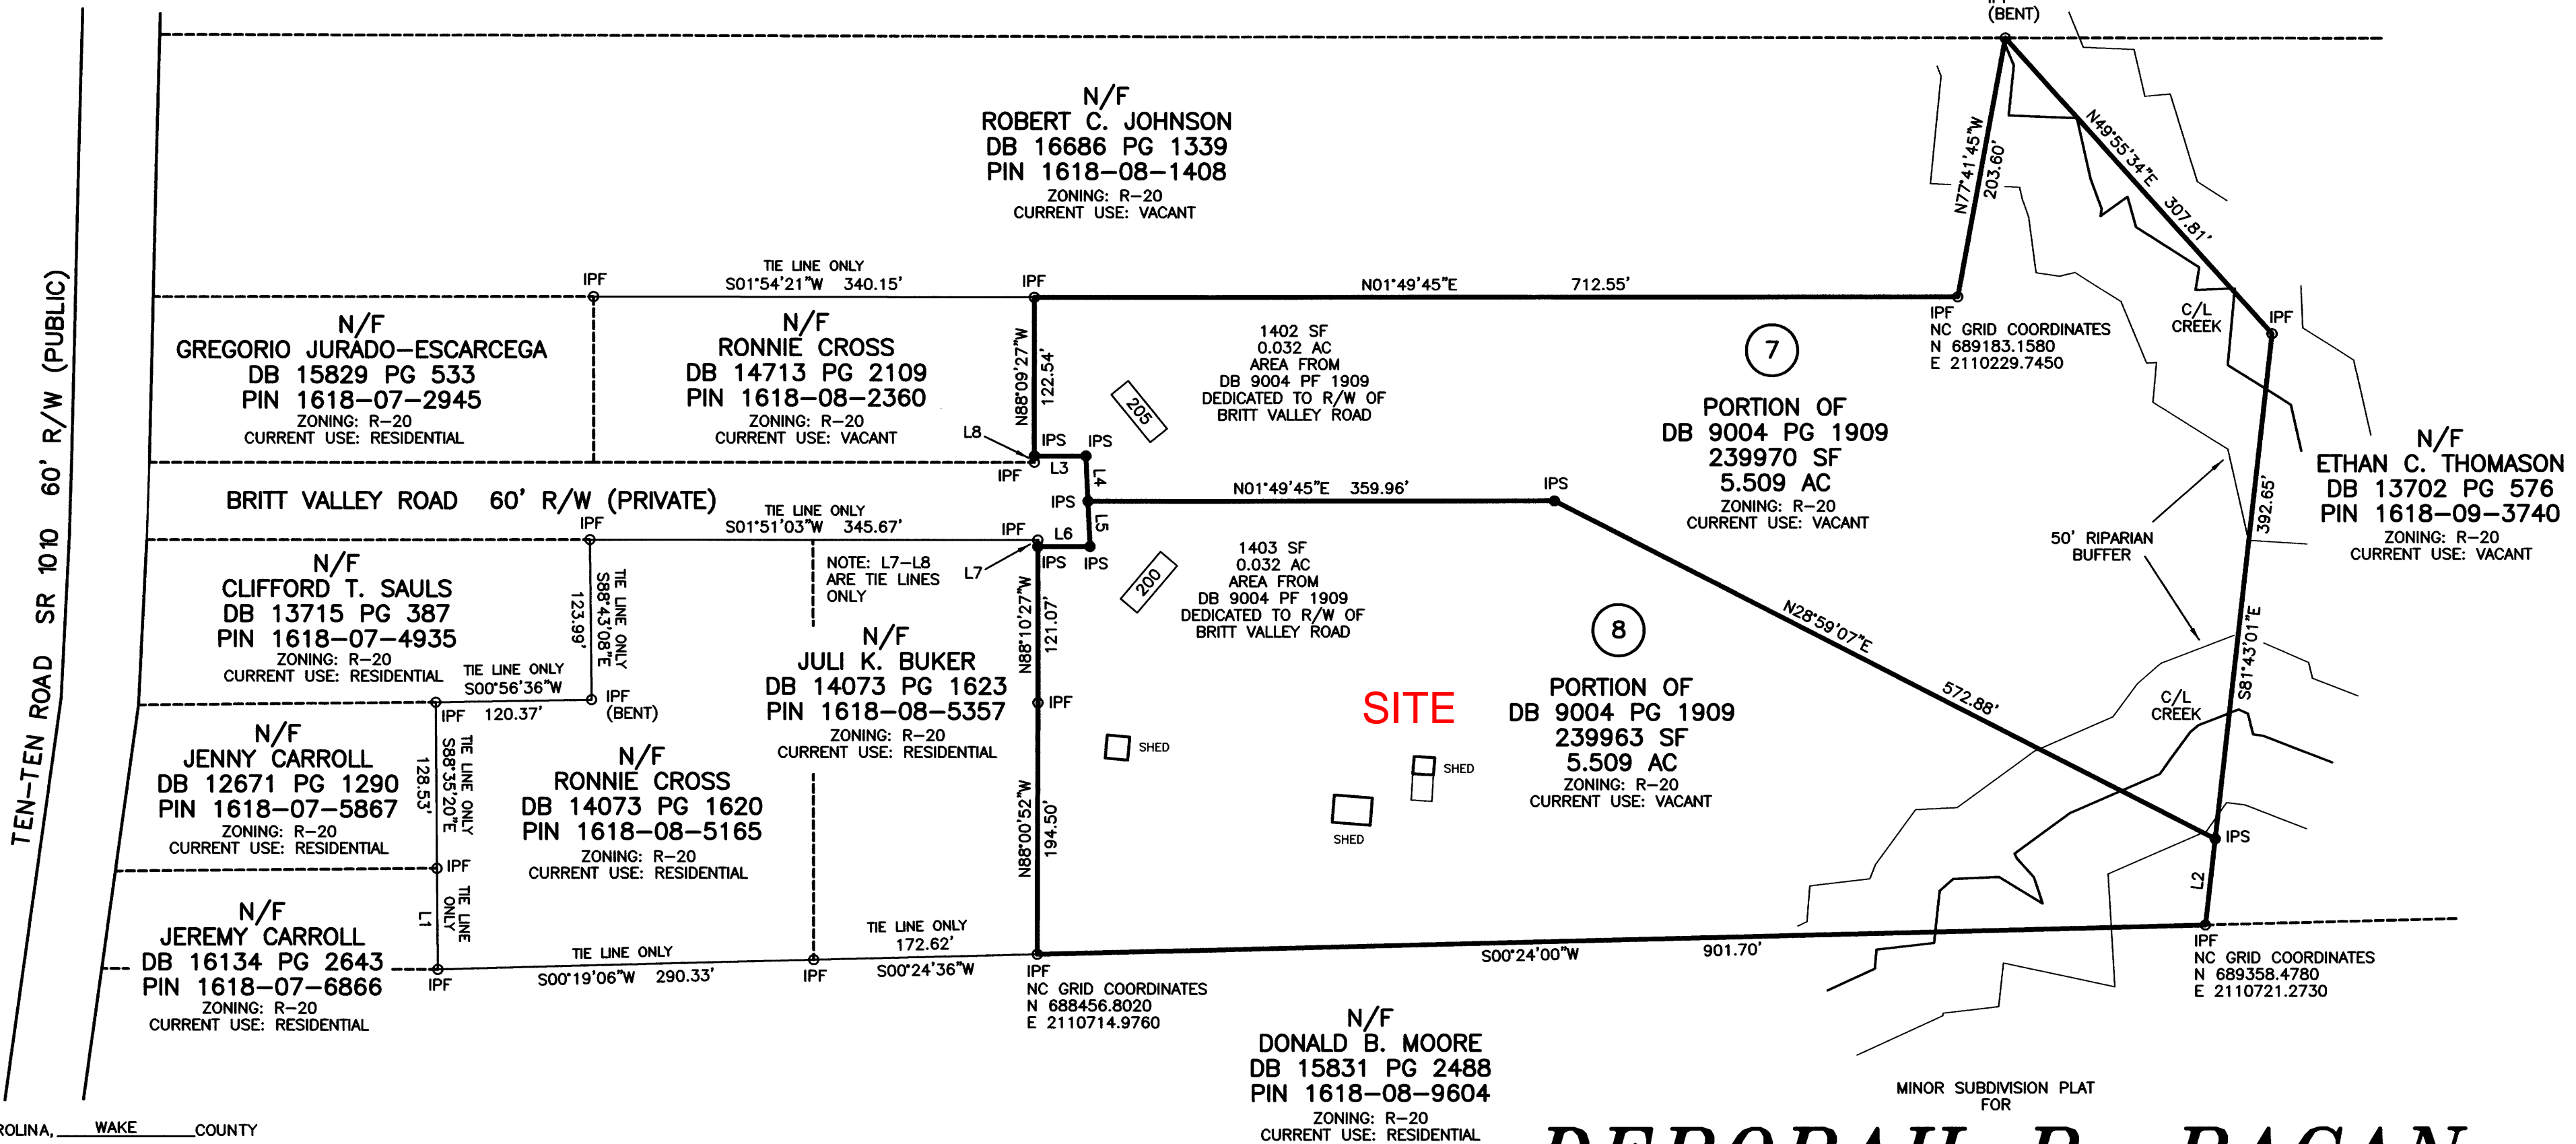 (BENT)
N/F
ROBERT C. JOHNSON
DB 16686 PG 1339
PIN 1618-08-1408
ZONING: R-20
CURRENT USE: VACANT
N77°41'45"W
203.60'
N49°55'34"E 307.81'
TIE LINE ONLY
S01°54'21"W 340.15'
IPF
IPF
N01°49'45"E 712.55'
IPF
NC GRID COORDINATES
N 689183.1580
E 2110229.7450
C/L
CREEK
IPF
TEN-TEN ROAD SR 1010 60' R/W (PUBLIC)
N/F
GREGORIO JURADO-ESCARCEGA
DB 15829 PG 533
PIN 1618-07-2945
ZONING: R-20
CURRENT USE: RESIDENTIAL
N/F
RONNIE CROSS
DB 14713 PG 2109
PIN 1618-08-2360
ZONING: R-20
CURRENT USE: VACANT
N88°09'27"W
122.54'
L8
IPS
IPS
IPF
L3
L4
205
1402 SF
0.032 AC
AREA FROM
DB 9004 PF 1909
DEDICATED TO R/W OF
BRITT VALLEY ROAD
7
PORTION OF
DB 9004 PG 1909
239970 SF
5.509 AC
ZONING: R-20
CURRENT USE: VACANT
N/F
ETHAN C. THOMASON
DB 13702 PG 576
PIN 1618-09-3740
ZONING: R-20
CURRENT USE: VACANT
392.65'
S81°43'01"E
50' RIPARIAN
BUFFER
BRITT VALLEY ROAD 60' R/W (PRIVATE)
TIE LINE ONLY
S01°51'03"W 345.67'
IPF
IPF
IPS
L5
L6
N01°49'45"E 359.96'
IPS
L7
IPS
IPS
NOTE: L7-L8
ARE TIE LINES
ONLY
200
1403 SF
0.032 AC
AREA FROM
DB 9004 PF 1909
DEDICATED TO R/W OF
BRITT VALLEY ROAD
N28°59'07"E
572.88'
N/F
CLIFFORD T. SAULS
DB 13715 PG 387
PIN 1618-07-4935
ZONING: R-20
CURRENT USE: RESIDENTIAL
TIE LINE ONLY
S88°43'08"E
123.99'
TIE LINE ONLY
S00°56'36"W
120.37'
IPF
IPF
(BENT)
N/F
JULI K. BUKER
DB 14073 PG 1623
PIN 1618-08-5357
ZONING: R-20
CURRENT USE: RESIDENTIAL
N88°10'27"W
121.07'
IPF
SITE
8
PORTION OF
DB 9004 PG 1909
239963 SF
5.509 AC
ZONING: R-20
CURRENT USE: VACANT
C/L
CREEK
SHED
SHED
SHED
N/F
JENNY CARROLL
DB 12671 PG 1290
PIN 1618-07-5867
ZONING: R-20
CURRENT USE: RESIDENTIAL
TIE LINE ONLY
S88°35'20"E
128.53'
IPF
N/F
RONNIE CROSS
DB 14073 PG 1620
PIN 1618-08-5165
ZONING: R-20
CURRENT USE: RESIDENTIAL
N88°00'52"W
194.50'
IPS
L2
TIE LINE
ONLY
L1
N/F
JEREMY CARROLL
DB 16134 PG 2643
PIN 1618-07-6866
ZONING: R-20
CURRENT USE: RESIDENTIAL
IPF
TIE LINE ONLY
S00°19'06"W 290.33'
IPF
TIE LINE ONLY
172.62'
S00°24'36"W
IPF
NC GRID COORDINATES
N 688456.8020
E 2110714.9760
S00°24'00"W 901.70'
IPF
NC GRID COORDINATES
N 689358.4780
E 2110721.2730
N/F
DONALD B. MOORE
DB 15831 PG 2488
PIN 1618-08-9604
ZONING: R-20
CURRENT USE: RESIDENTIAL
MINOR SUBDIVISION PLAT
FOR
ROLINA, WAKE COUNTY